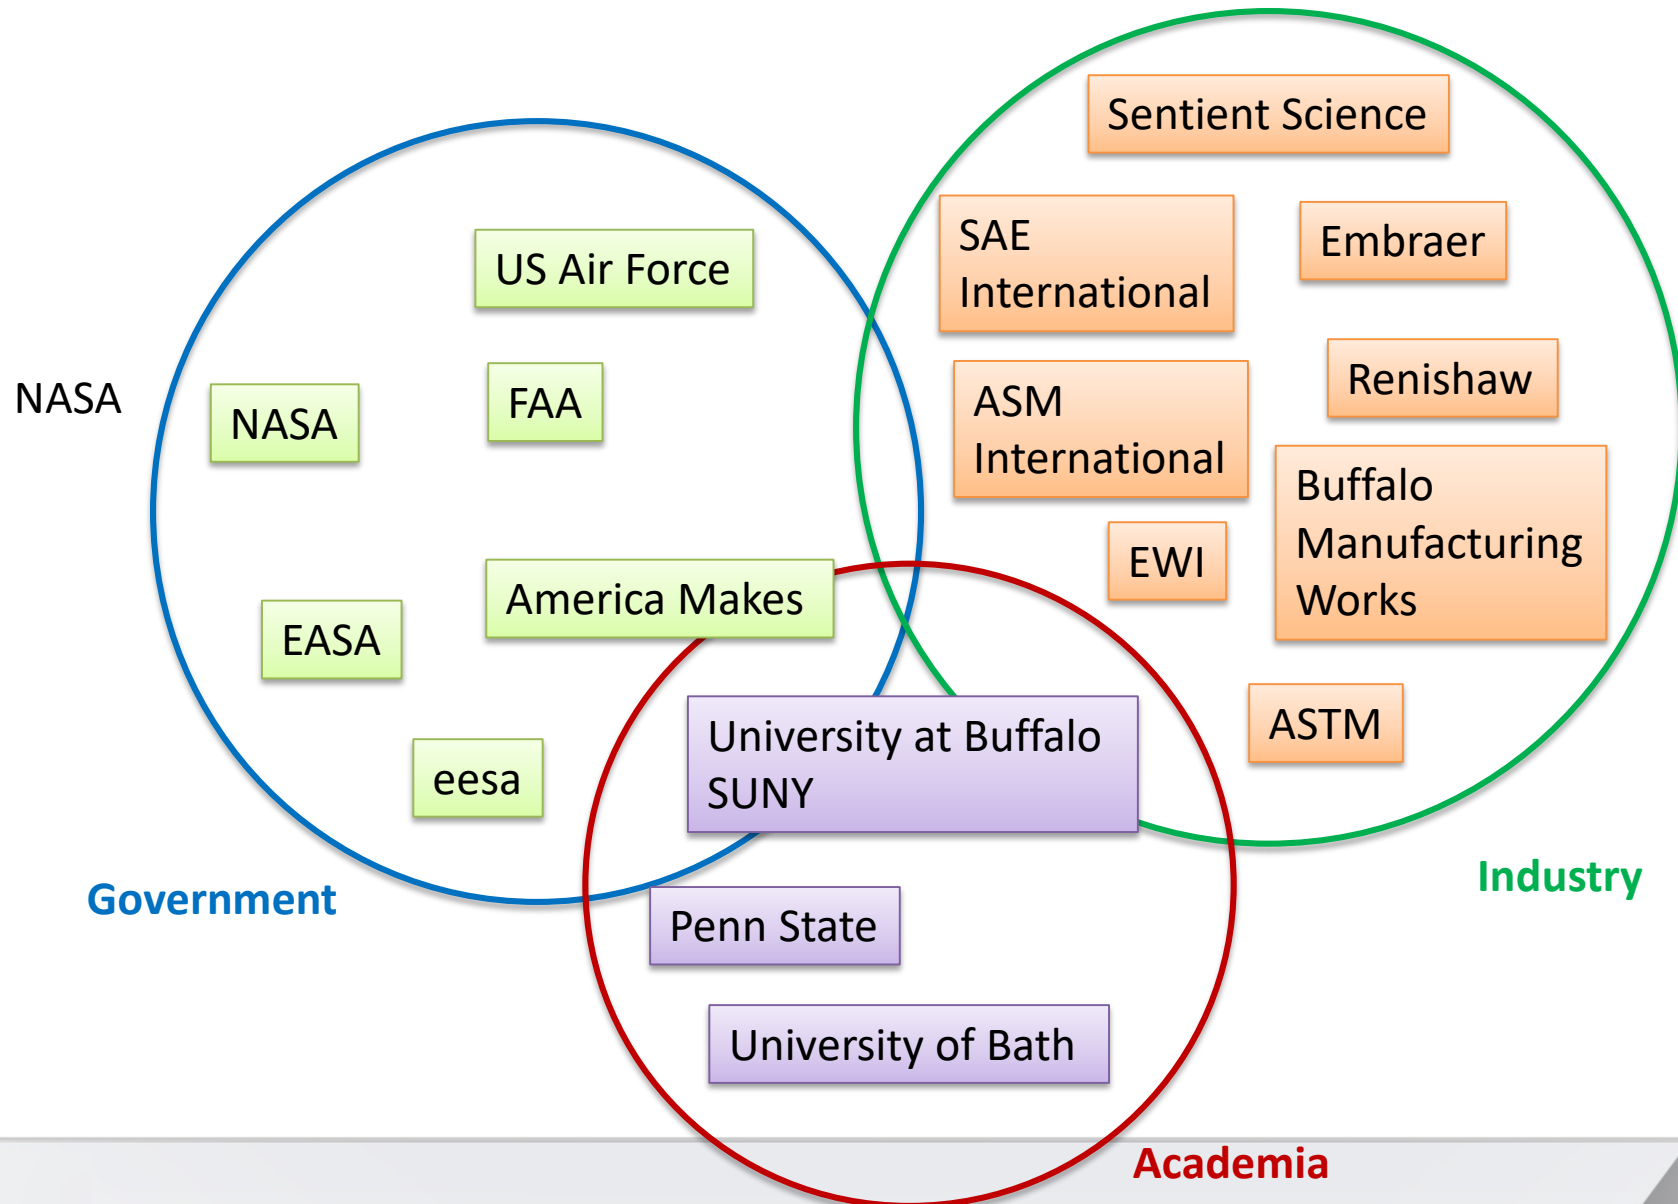 Sentient Science
SAE
International
Embraer
US Air Force
NASA
NASA
FAA
ASM
International
Renishaw
Buffalo
Manufacturing
Works
EWI
America Makes
EASA
University at Buffalo
SUNY
ASTM
eesa
Government
Industry
Penn State
University of Bath
Academia